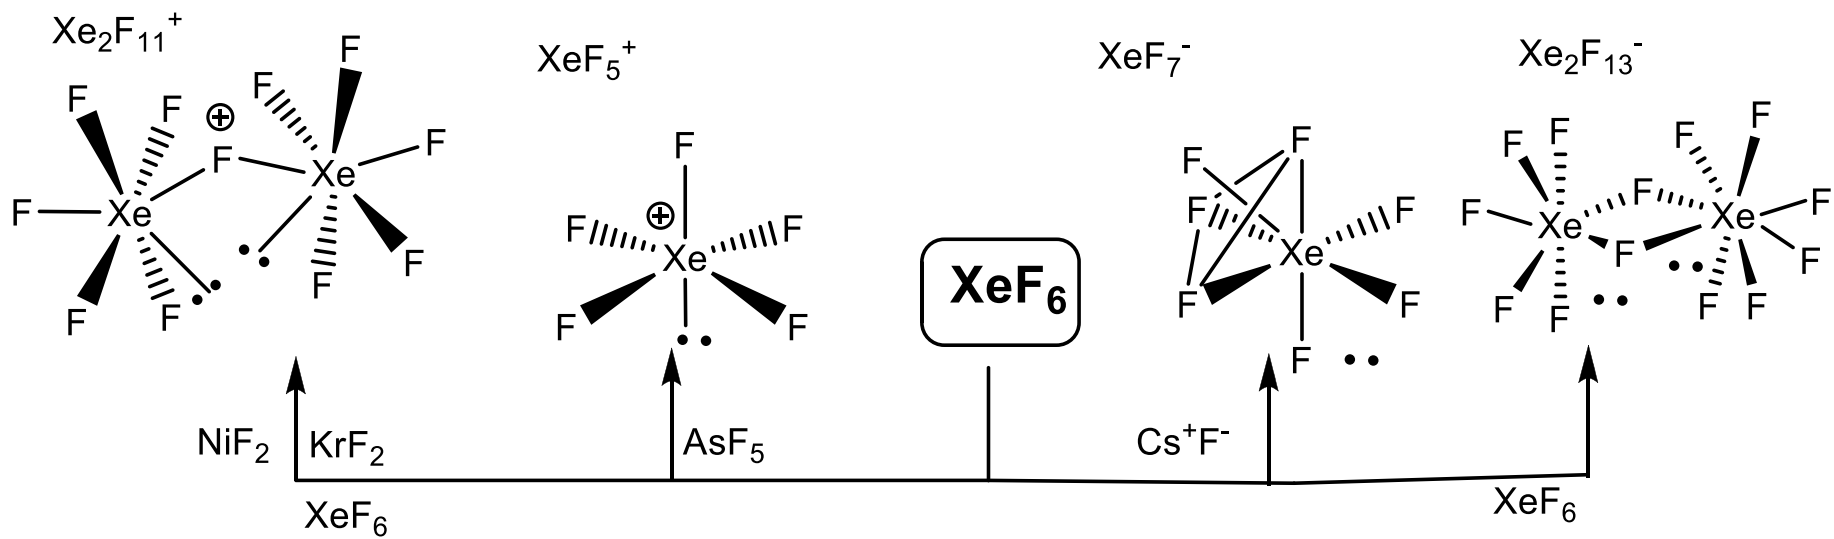 Xe₂F₁₁⁺
XeF₅⁺
XeF₇⁻
Xe₂F₁₃⁻
F F F F F
Xe
⊕
F F F F F
Xe
F
⊕
F F
Xe
F F
F F
F F
Xe
F F
F
F F F F F
Xe
F F
F F F F F
Xe
F F F F
XeF₆
NiF₂
KrF₂
AsF₅
Cs⁺F⁻
XeF₆
XeF₆